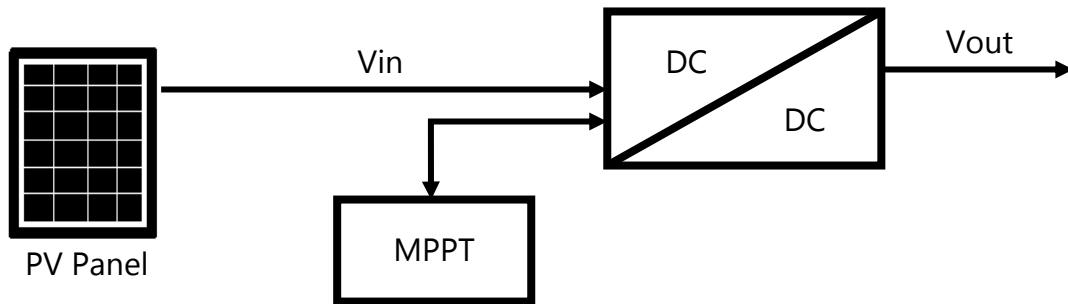 Vin
DC
DC
Vout
MPPT
PV Panel